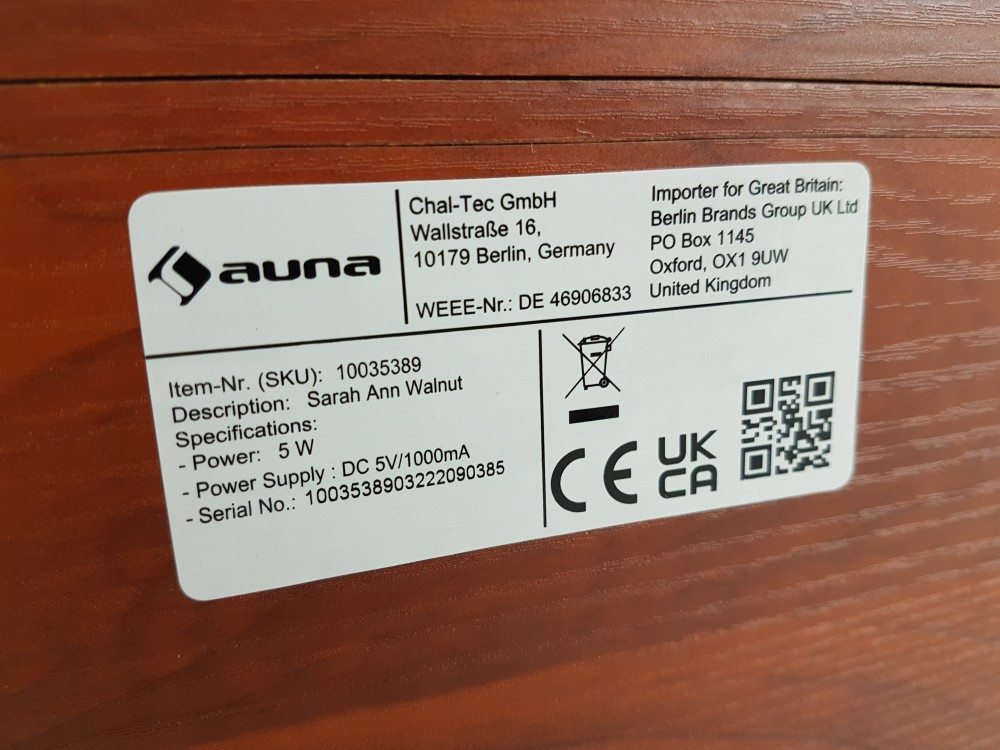 auna
Chal-Tec GmbH
Wallstraße 16,
10179 Berlin, Germany
WEEE-Nr.: DE 46906833
Importer for Great Britain:
Berlin Brands Group UK Ltd
PO Box 1145
Oxford, OX1 9UW
United Kingdom
Item-Nr. (SKU): 10035389
Description: Sarah Ann Walnut
Specifications:
- Power: 5 W
- Power Supply : DC 5V/1000mA
- Serial No.: 1003538903222090385
CE
UK
CA